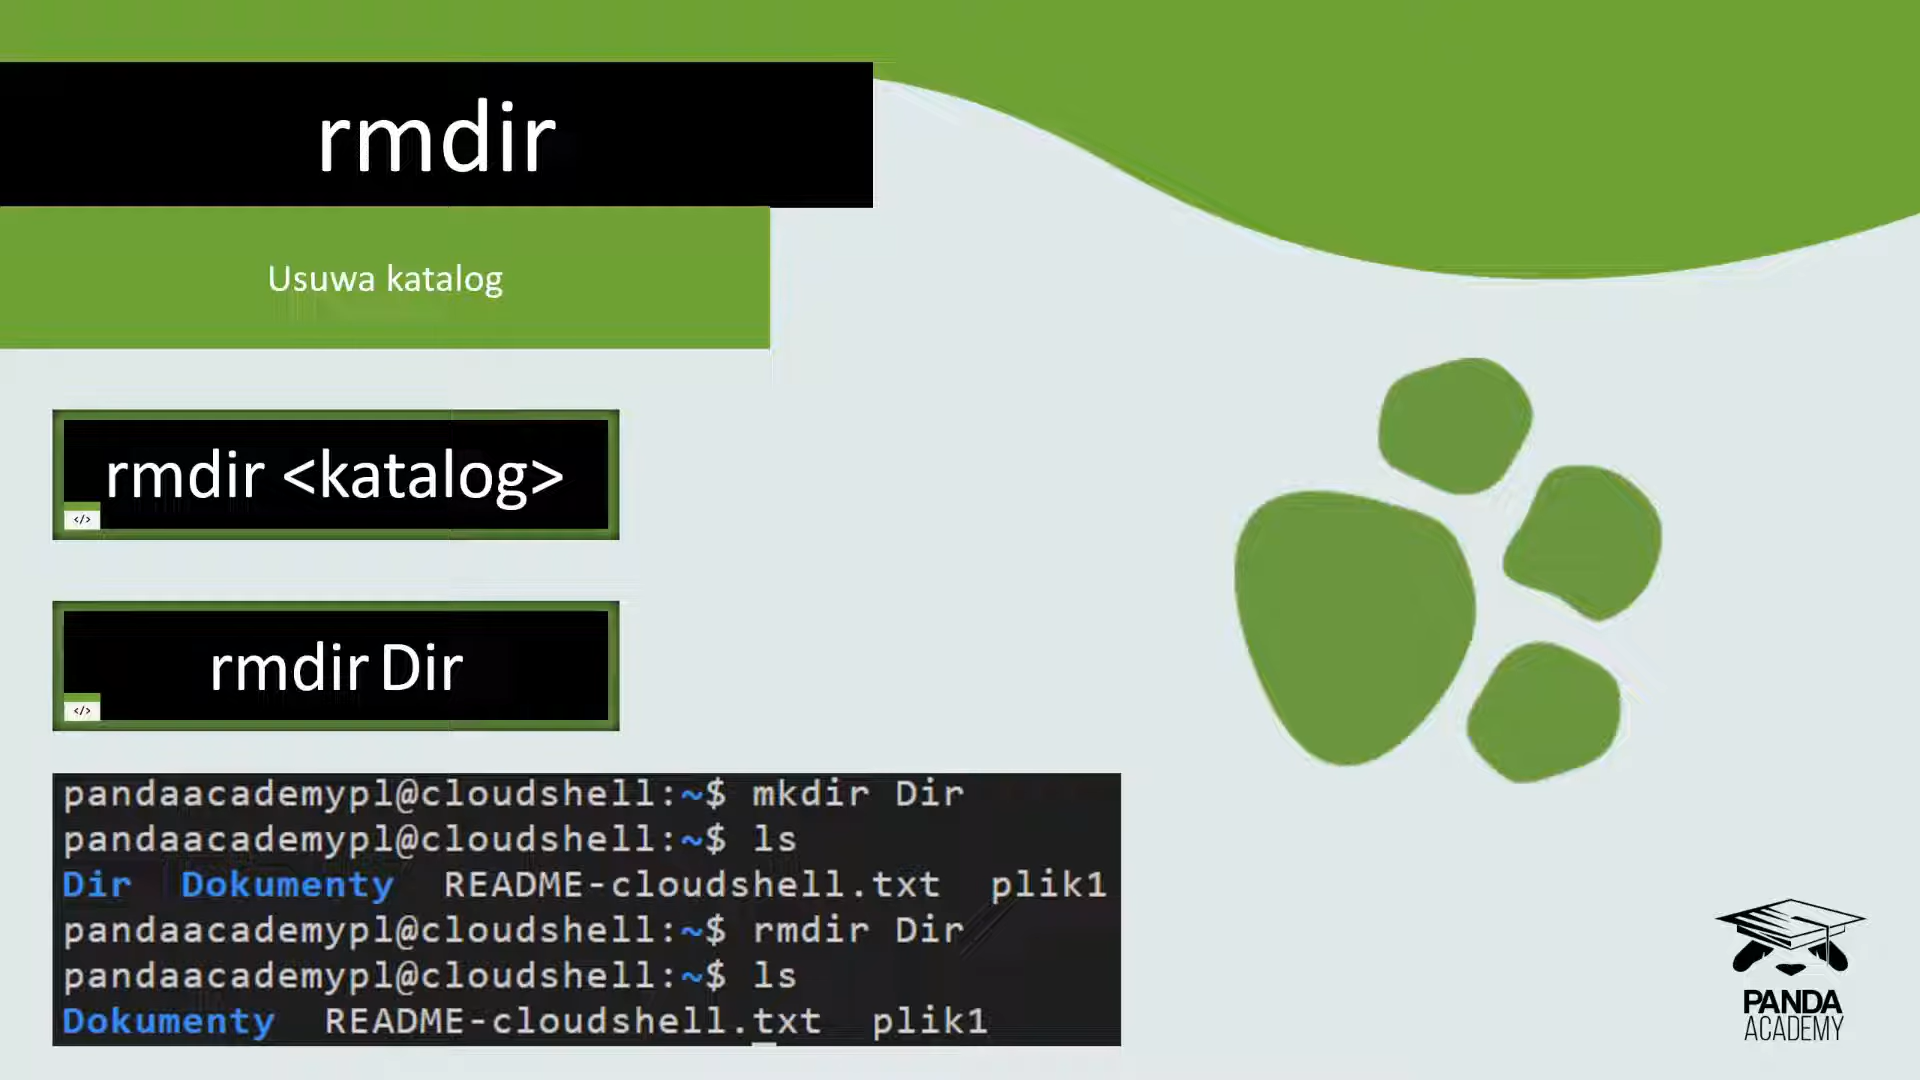 rmdir
Usuwa katalog
rmdir <katalog>
</>
rmdir Dir
</>
pandaacademypl@cloudshell:~$ mkdir Dir
pandaacademypl@cloudshell:~$ ls
Dir  Dokumenty  README-cloudshell.txt  plik1
pandaacademypl@cloudshell:~$ rmdir Dir
pandaacademypl@cloudshell:~$ ls
Dokumenty  README-cloudshell.txt  plik1
PANDA
ACADEMY